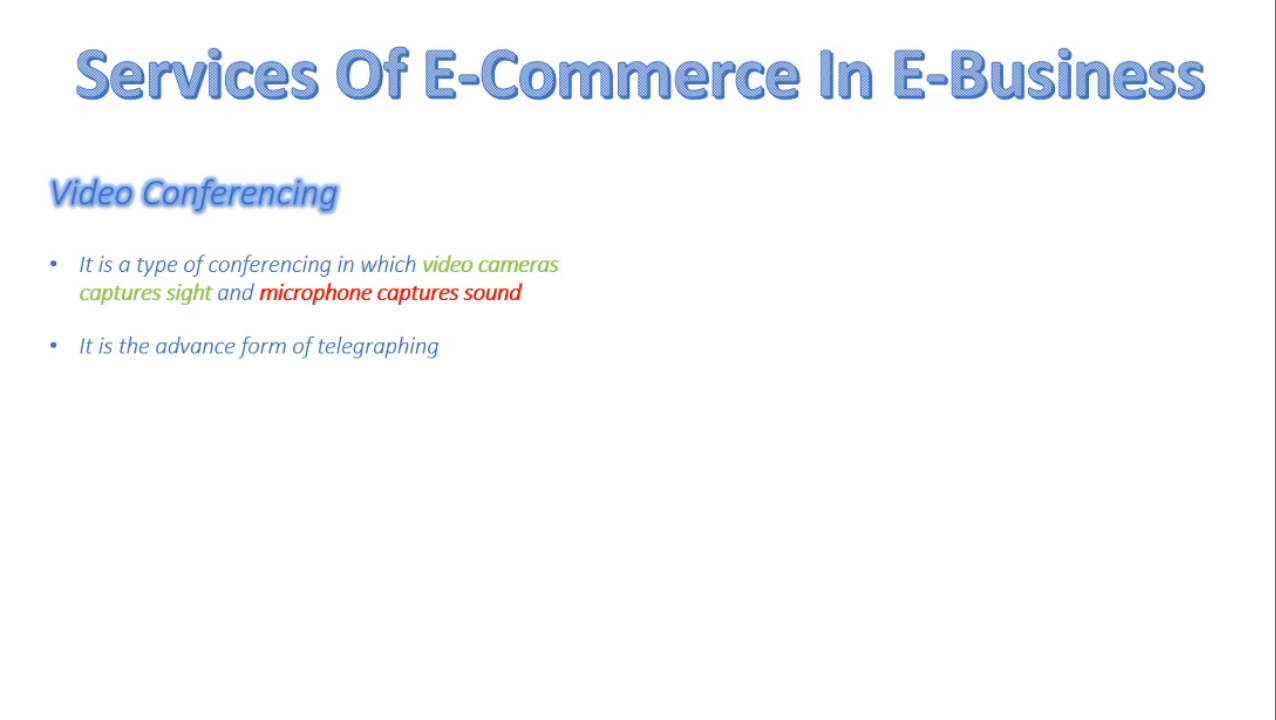 Services Of E-Commerce In E-Business
Video Conferencing
• It is a type of conferencing in which video cameras
captures sight and microphone captures sound
• It is the advance form of telegraphing